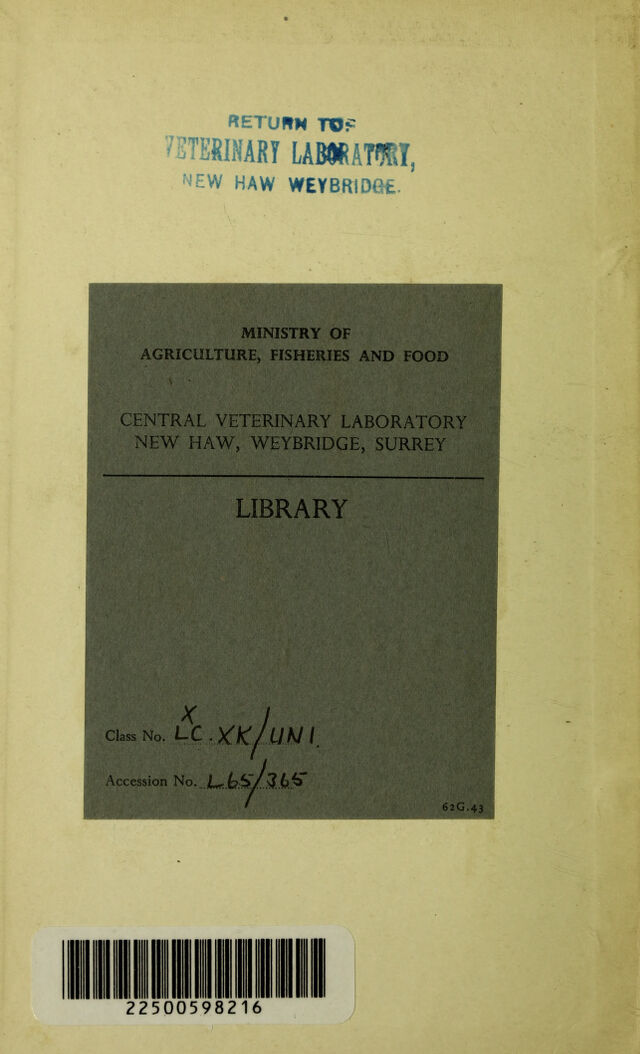 RETURN TO:
VETERINARY LABORATORY,
NEW HAW WEYBRIDGE.
MINISTRY OF
AGRICULTURE, FISHERIES AND FOOD
CENTRAL VETERINARY LABORATORY
NEW HAW, WEYBRIDGE, SURREY
LIBRARY
X
Class No. LC.XK/UNI.
Accession No. L65/365
62G.43
22500598216